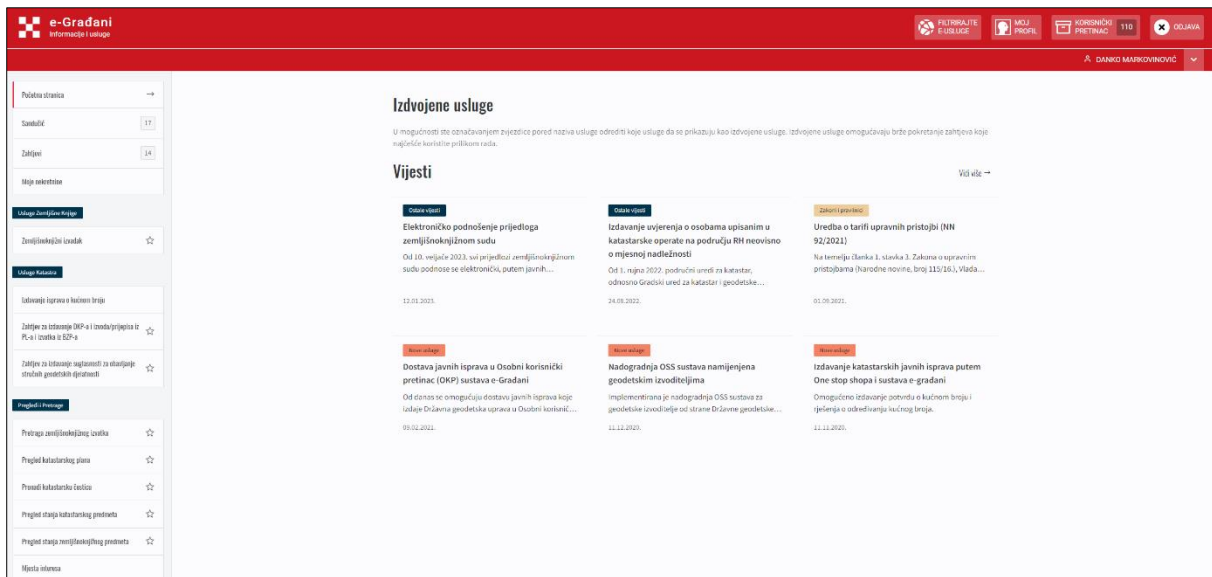 e-Građani
Informacije i usluge
FILTRIRAJTE
E-USLUGE
MOJ
PROFIL
KORISNIČKI
PRETINAC
110
ODJAVA
DANKO MARKOVINOVIĆ
Početna stranica
Sandučić 17
Zahtjevi 14
Moje nekretnine
Usluge Zemljišne Knjige
Zemljišnoknjižni izvadak
Usluge Katastra
Izdavanje isprava o kućnom broju
Zahtjev za izdavanje DKP-a i izvoda/prijepisa iz
PL-a i izvatka iz BZP-a
Zahtjev za izdavanje suglasnosti za obavljanje
stručnih geodetskih djelatnosti
Pregledi i Pretrage
Pretraga zemljišnoknjižnog izvatka
Pregled katastarskog plana
Pronađi katastarsku česticu
Pregled stanja katastarskog predmeta
Pregled stanja zemljišnoknjižnog predmeta
Mjesta interesa
Izdvojene usluge
U mogućnosti ste označavanjem zvjezdice pored naziva usluge odrediti koje usluge da se prikazuju kao izdvojene usluge. Izdvojene usluge omogućavaju brže pokretanje zahtjeva koje
najčešće koristite prilikom rada.
Vijesti
Vidi više →
Ostale vijesti
Elektroničko podnošenje prijedloga
zemljišnoknjižnom sudu
Od 10. veljače 2023. svi prijedlozi zemljišnoknjižnom
sudu podnose se elektronički, putem javnih...
12.01.2023.
Ostale vijesti
Izdavanje uvjerenja o osobama upisanim u
katastarske operate na području RH neovisno
o mjesnoj nadležnosti
Od 1. rujna 2022. područni uredi za katastar,
odnosno Gradski ured za katastar i geodetske...
24.08.2022.
Zakoni i pravilnici
Uredba o tarifi upravnih pristojbi (NN
92/2021)
Na temelju članka 1. stavka 3. Zakona o upravnim
pristojbama (Narodne novine, broj 115/16.), Vlada...
01.09.2021.
Nove usluge
Dostava javnih isprava u Osobni korisnički
pretinac (OKP) sustava e-Građani
Od danas se omogućuju dostavu javnih isprava koje
izdaje Državna geodetska uprava u Osobni korisnič...
09.02.2021.
Nove usluge
Nadogradnja OSS sustava namijenjena
geodetskim izvoditeljima
Implementirana je nadogradnja OSS sustava za
geodetske izvoditelje od strane Državne geodetske...
11.12.2020.
Nove usluge
Izdavanje katastarskih javnih isprava putem
One stop shopa i sustava e-građani
Omogućeno izdavanje potvrdo o kućnom broju i
rješenja o određivanju kućnog broja.
11.11.2020.